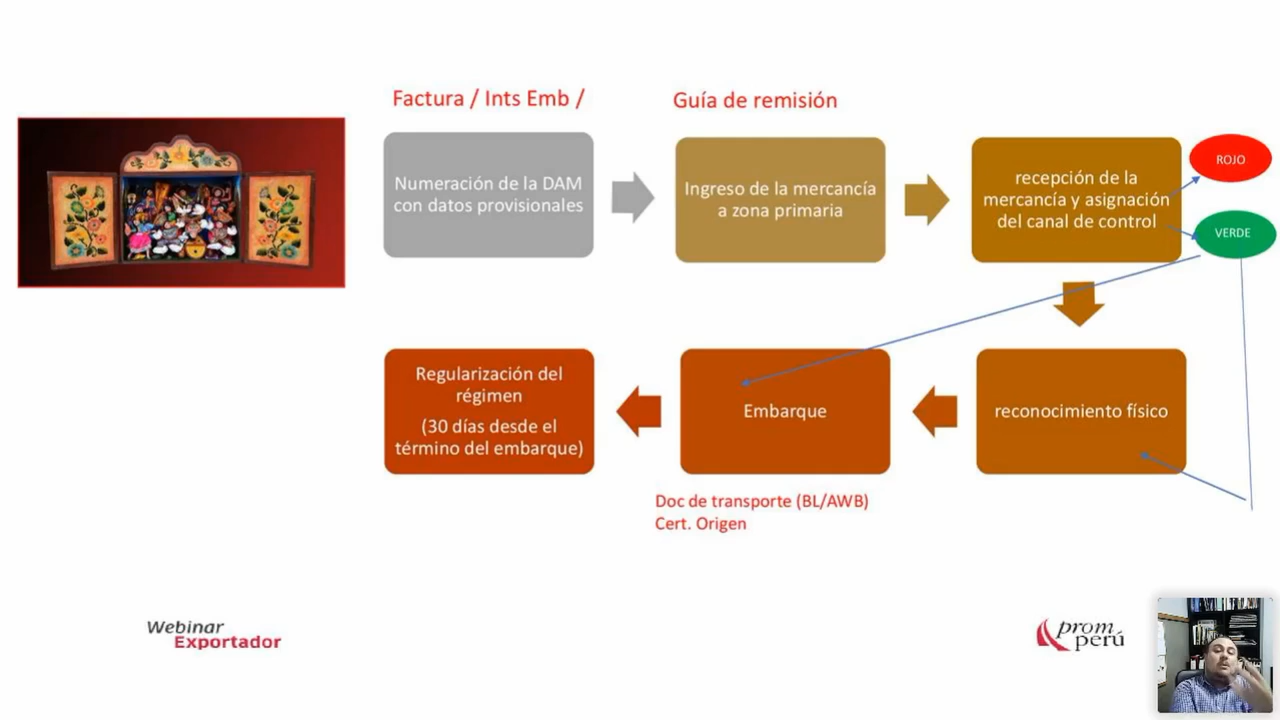 Factura / Ints Emb /
Guía de remisión
Numeración de la DAM
con datos provisionales
Ingreso de la mercancía
a zona primaria
recepción de la
mercancía y asignación
del canal de control
ROJO
VERDE
Regularización del
régimen
(30 días desde el
término del embarque)
Embarque
reconocimiento físico
Doc de transporte (BL/AWB)
Cert. Origen
Webinar
Exportador
prom
perú